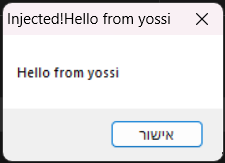 Injected!Hello from yossi
Hello from yossi
אישור